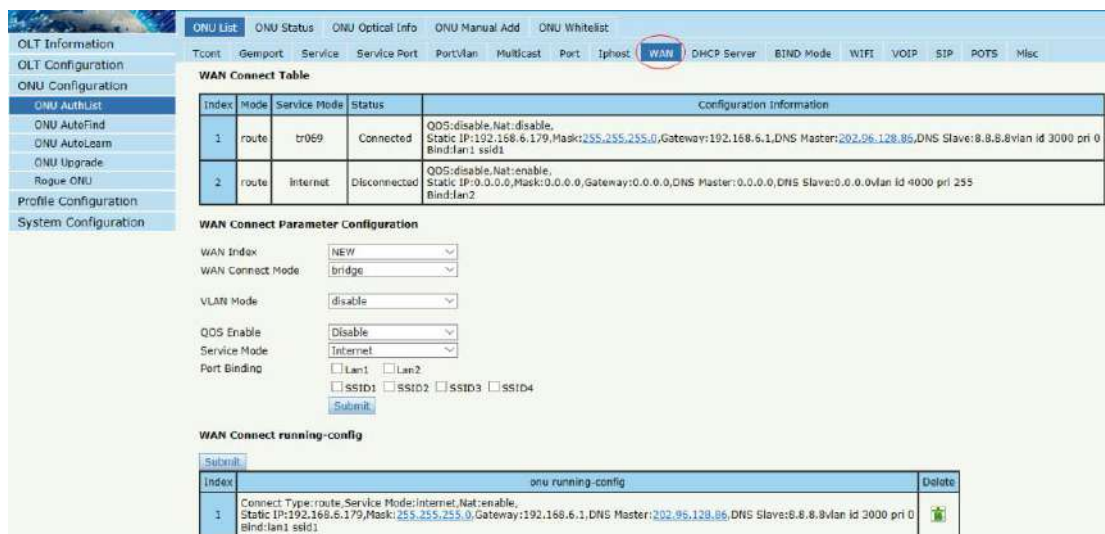 ONU List ONU Status ONU Optical Info ONU Manual Add ONU Whitelist
OLT Information
OLT Configuration
ONU Configuration
ONU AuthList
ONU AutoFind
ONU AutoLearn
ONU Upgrade
Rogue ONU
Profile Configuration
System Configuration
Tcont Gemport Service Service Port PortVlan Multicast Port Iphost WAN DHCP Server BIND Mode WIFI VOIP SIP POTS Misc
WAN Connect Table
Index Mode Service Mode Status Configuration Information
1 route tr069 Connected
QOS:disable,Nat:disable,
Static IP:192.168.6.179,Mask:255.255.255.0,Gateway:192.168.6.1,DNS Master:202.96.128.86,DNS Slave:8.8.8.8vlan id 3000 pri 0
Bind:lan1 ssid1
2 route internet Disconnected
QOS:disable,Nat:enable,
Static IP:0.0.0.0,Mask:0.0.0.0,Gateway:0.0.0.0,DNS Master:0.0.0.0,DNS Slave:0.0.0.0vlan id 4000 pri 255
Bind:lan2
WAN Connect Parameter Configuration
WAN Index NEW
WAN Connect Mode bridge
VLAN Mode disable
QOS Enable Disable
Service Mode Internet
Port Binding Lan1 Lan2
SSID1 SSID2 SSID3 SSID4
Submit
WAN Connect running-config
Submit
Index onu running-config Delete
1
Connect Type:route,Service Mode:internet,Nat:enable,
Static IP:192.168.6.179,Mask:255.255.255.0,Gateway:192.168.6.1,DNS Master:202.96.128.86,DNS Slave:8.8.8.8vlan id 3000 pri 0
Bind:lan1 ssid1